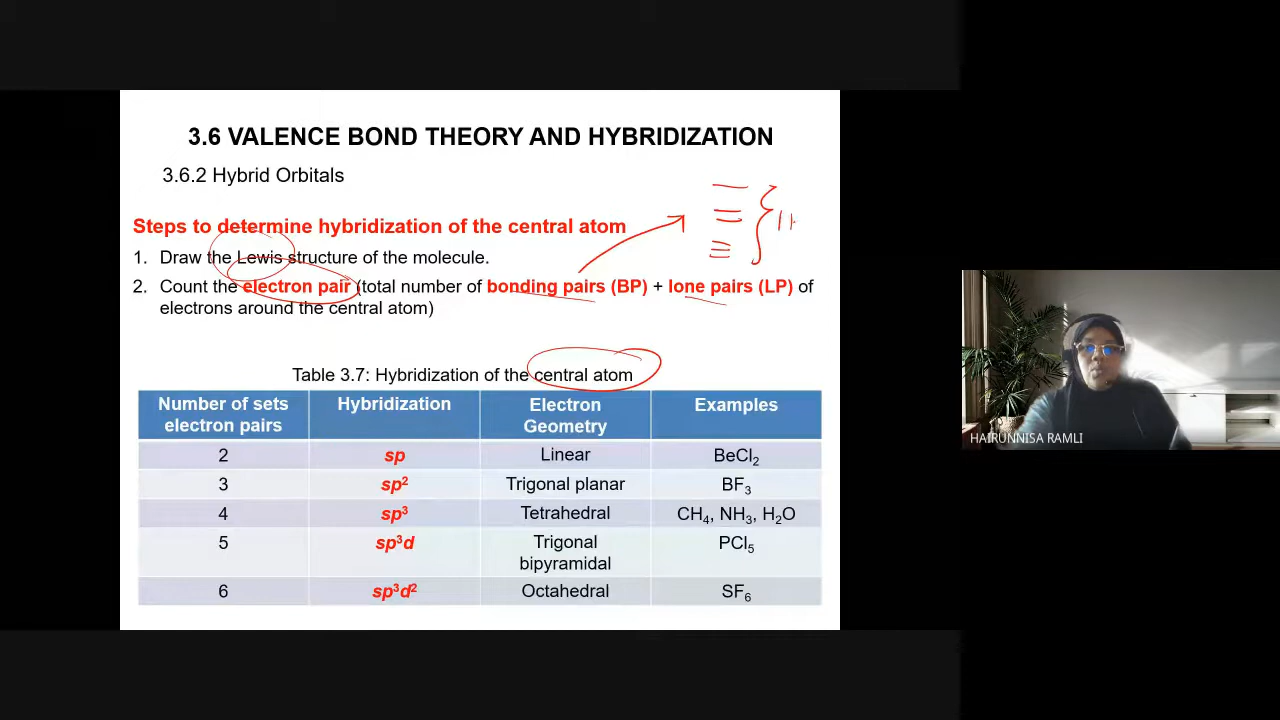 3.6 VALENCE BOND THEORY AND HYBRIDIZATION
3.6.2 Hybrid Orbitals
Steps to determine hybridization of the central atom
1. Draw the Lewis structure of the molecule.
2. Count the electron pair (total number of bonding pairs (BP) + lone pairs (LP) of
electrons around the central atom)
Table 3.7: Hybridization of the central atom
Number of sets electron pairs Hybridization Electron Geometry Examples
2 sp Linear BeCl₂
3 sp² Trigonal planar BF₃
4 sp³ Tetrahedral CH₄, NH₃, H₂O
5 sp³d Trigonal bipyramidal PCl₅
6 sp³d² Octahedral SF₆
HAIRUNNISA RAMLI